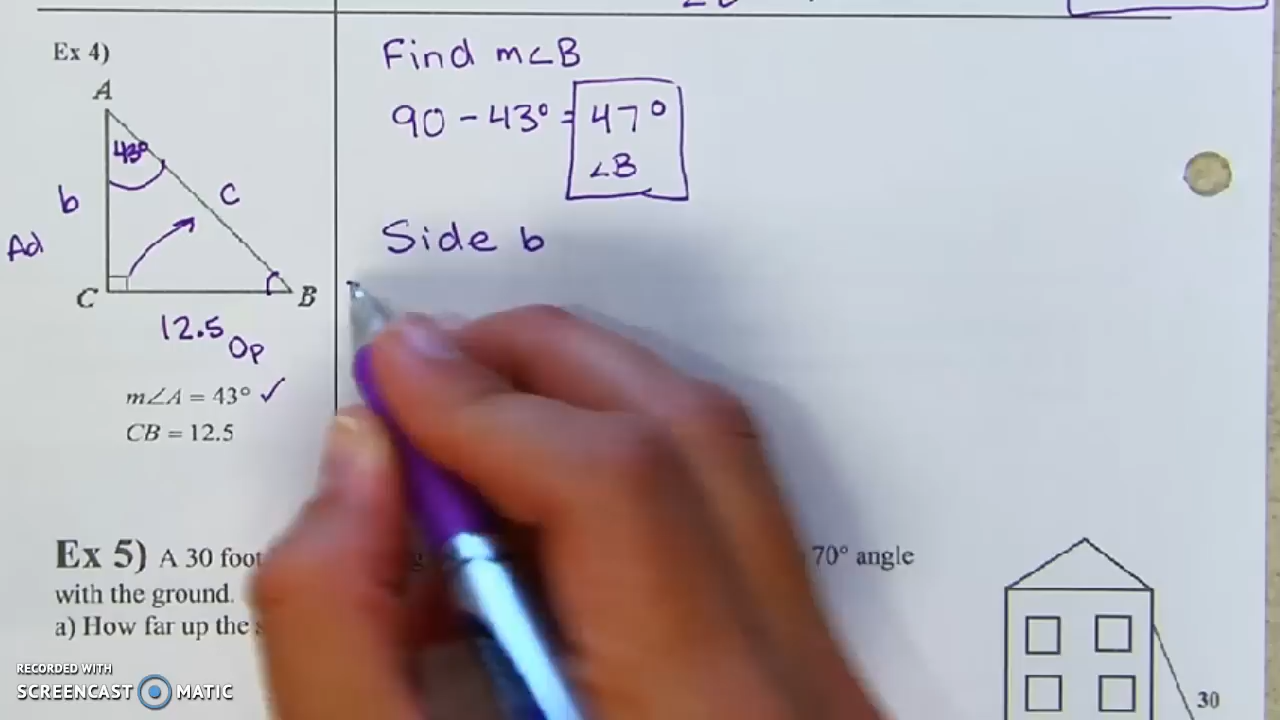 Ex 4)
A
43°
b
c
Ad
C
B
12.5
Op
m∠A = 43° ✓
CB = 12.5
Find m∠B
90 - 43° = 47°
∠B
Side b
Ex 5) A 30 foot 70° angle
with the ground.
a) How far up the
30
RECORDED WITH
SCREENCAST MATIC